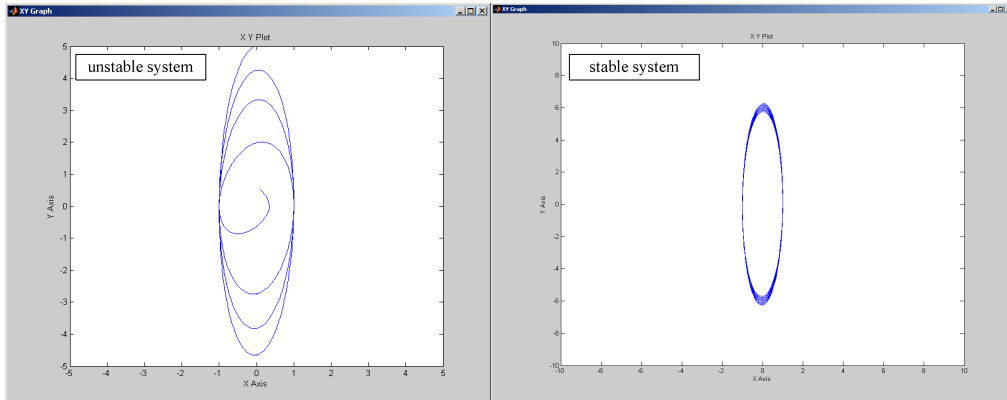 XY Graph
X Y Plot
unstable system
5
4
3
2
1
0
-1
-2
-3
-4
-5
Y Axis
-5 -4 -3 -2 -1 0 1 2 3 4 5
X Axis
XY Graph
X Y Plot
stable system
10
8
6
4
2
0
-2
-4
-6
-8
-10
Y Axis
-10 -8 -6 -4 -2 0 2 4 6 8 10
X Axis